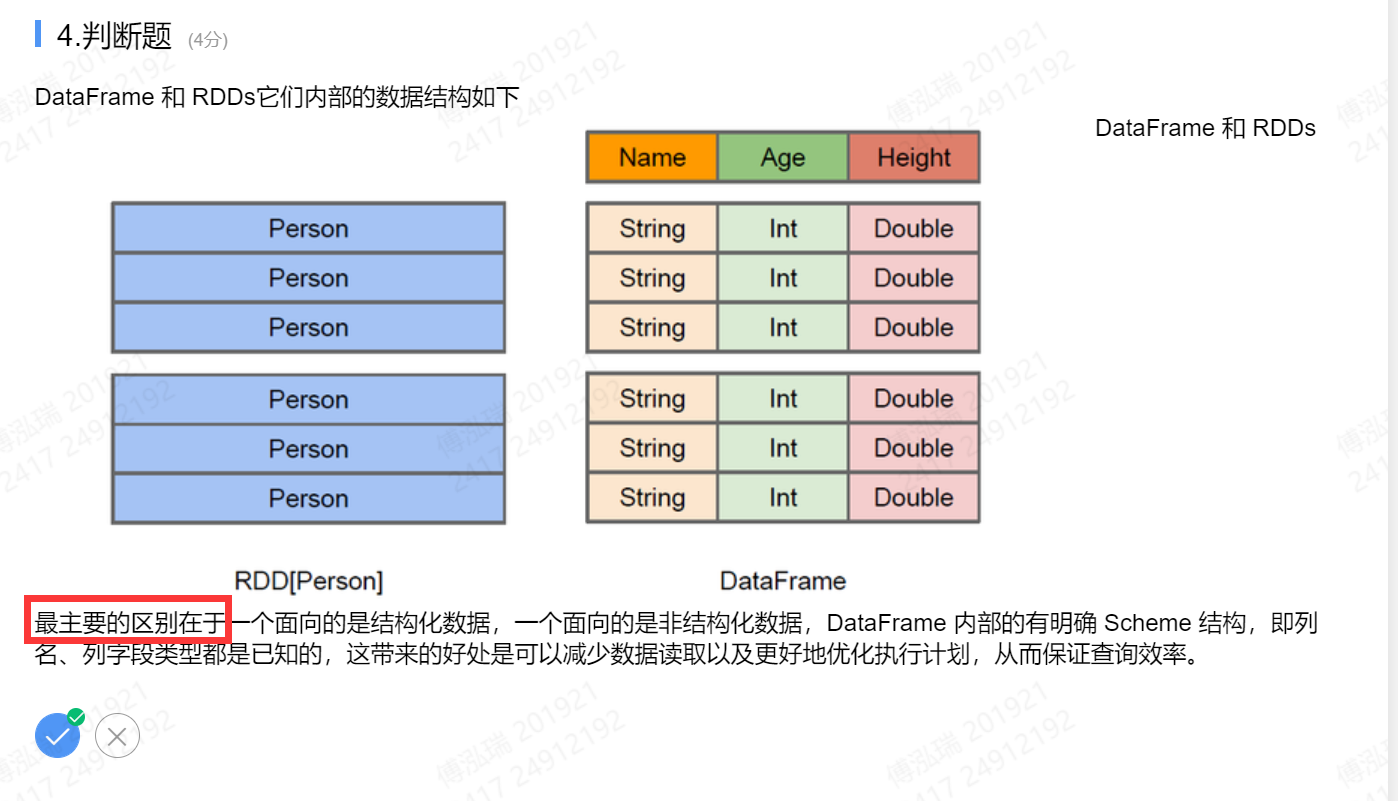 4.判断题 (4分)
DataFrame 和 RDDs它们内部的数据结构如下
DataFrame 和 RDDs
Name Age Height
Person String Int Double
Person String Int Double
Person String Int Double
Person String Int Double
Person String Int Double
Person String Int Double
RDD[Person] DataFrame
最主要的区别在于一个面向的是结构化数据，一个面向的是非结构化数据，DataFrame 内部的有明确 Scheme 结构，即列
名、列字段类型都是已知的，这带来的好处是可以减少数据读取以及更好地优化执行计划，从而保证查询效率。
傅泓瑞 201921
2417 24912192